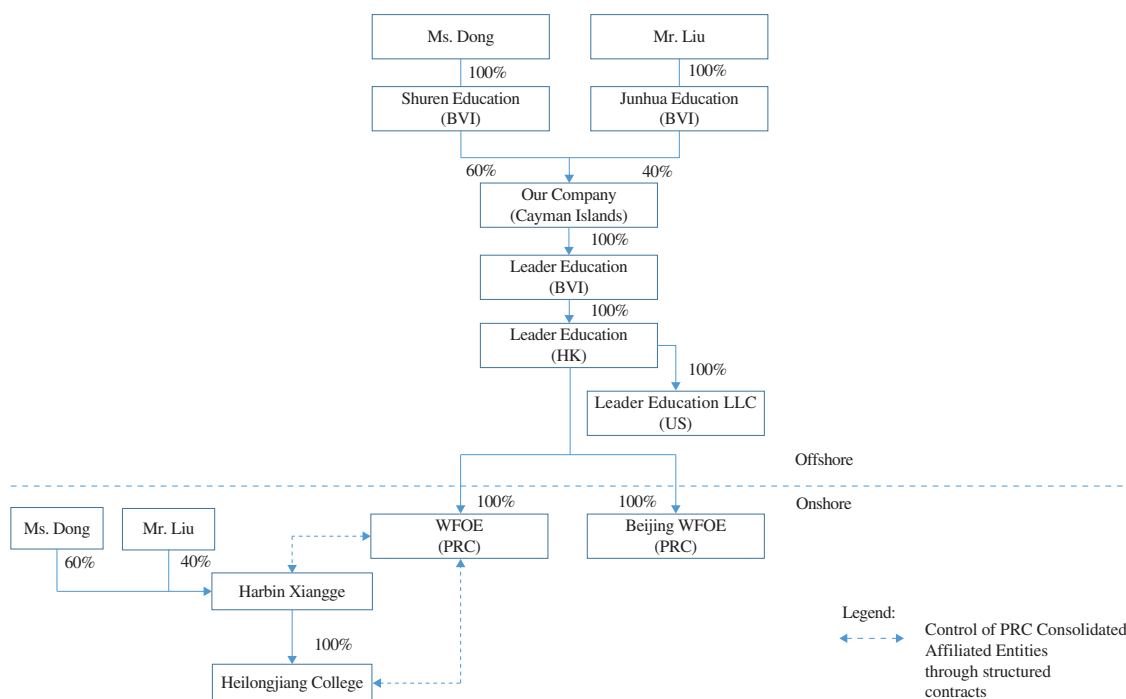 Ms. Dong
Mr. Liu
100%
100%
Shuren Education
(BVI)
Junhua Education
(BVI)
60%
40%
Our Company
(Cayman Islands)
100%
Leader Education
(BVI)
100%
Leader Education
(HK)
100%
Leader Education LLC
(US)
Offshore
Onshore
100%
100%
Ms. Dong
Mr. Liu
WFOE
(PRC)
Beijing WFOE
(PRC)
60%
40%
Harbin Xiangge
100%
Heilongjiang College
Legend:
Control of PRC Consolidated
Affiliated Entities
through structured
contracts